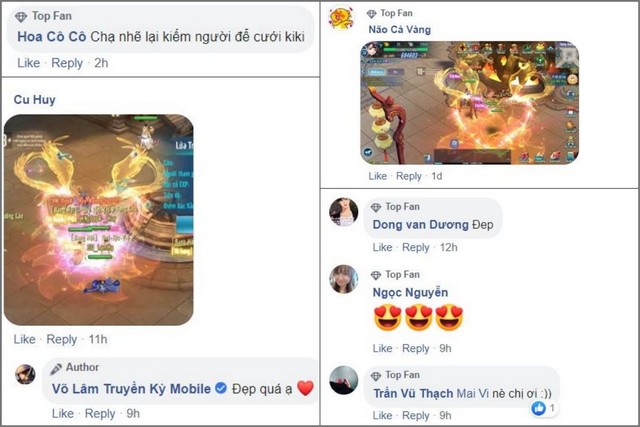 Top Fan
Hoa Cô Cô Chạ nhẽ lại kiếm người để cưới kiki
Like · Reply · 2h
Cu Huy
Like · Reply · 11h
Author
Võ Lâm Truyền Kỳ Mobile Đẹp quá ạ ❤️
Like · Reply · 9h
Top Fan
Não Cá Vàng
Like · Reply · 1d
Top Fan
Dong van Dương Đep
Like · Reply · 12h
Top Fan
Ngọc Nguyễn
😍😍😍
Like · Reply · 9h
Top Fan
Trần Vũ Thạch Mai Vi nè chị ơi :))
1
Like · Reply · 9h